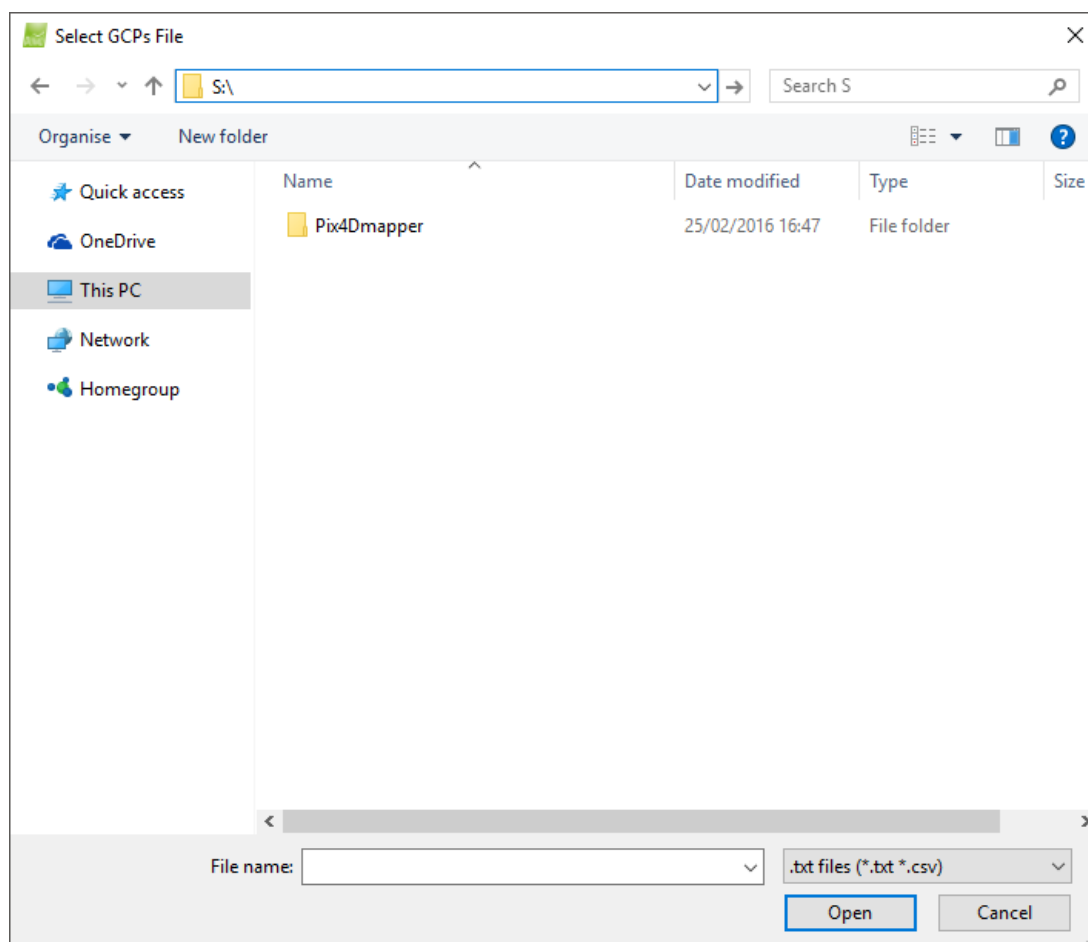 Select GCPs File
S:\
Search S
Organise
New folder
Quick access
OneDrive
This PC
Network
Homegroup
Name
Date modified
Type
Size
Pix4Dmapper
25/02/2016 16:47
File folder
File name:
.txt files (*.txt *.csv)
Open
Cancel